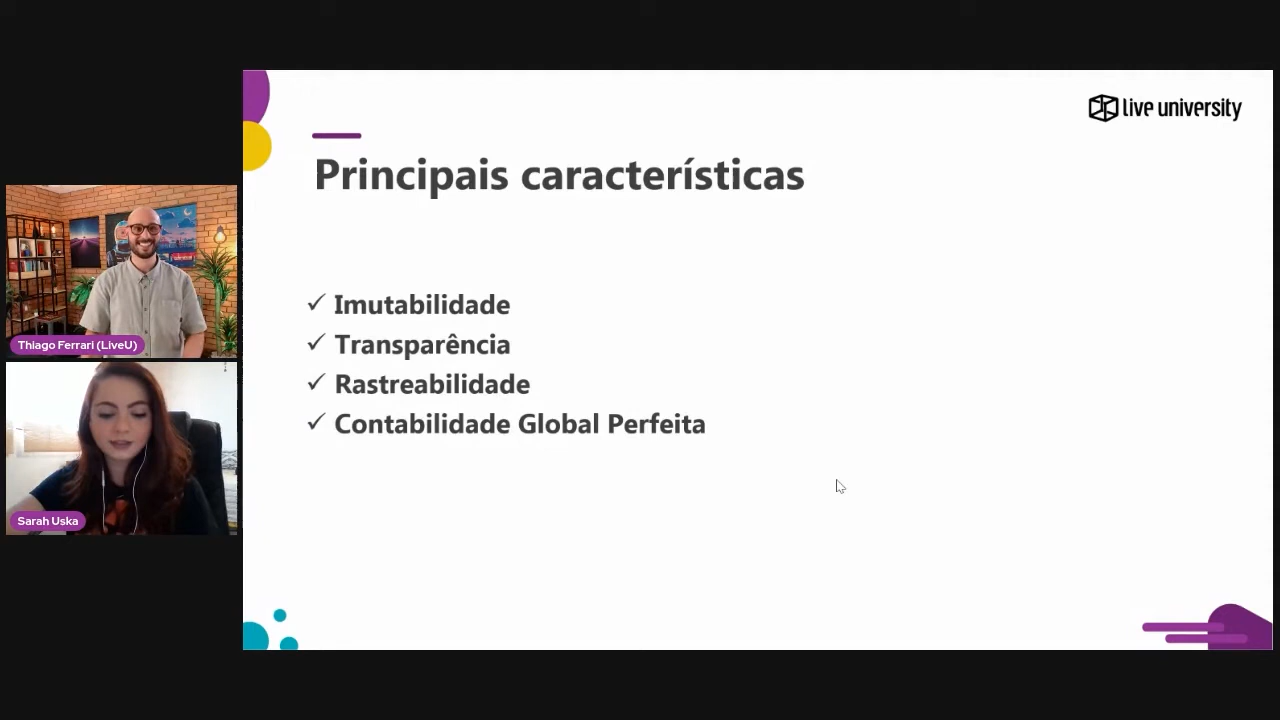 live university
Principais características
✓ Imutabilidade
✓ Transparência
✓ Rastreabilidade
✓ Contabilidade Global Perfeita
Thiago Ferrari (LiveU)
Sarah Uska